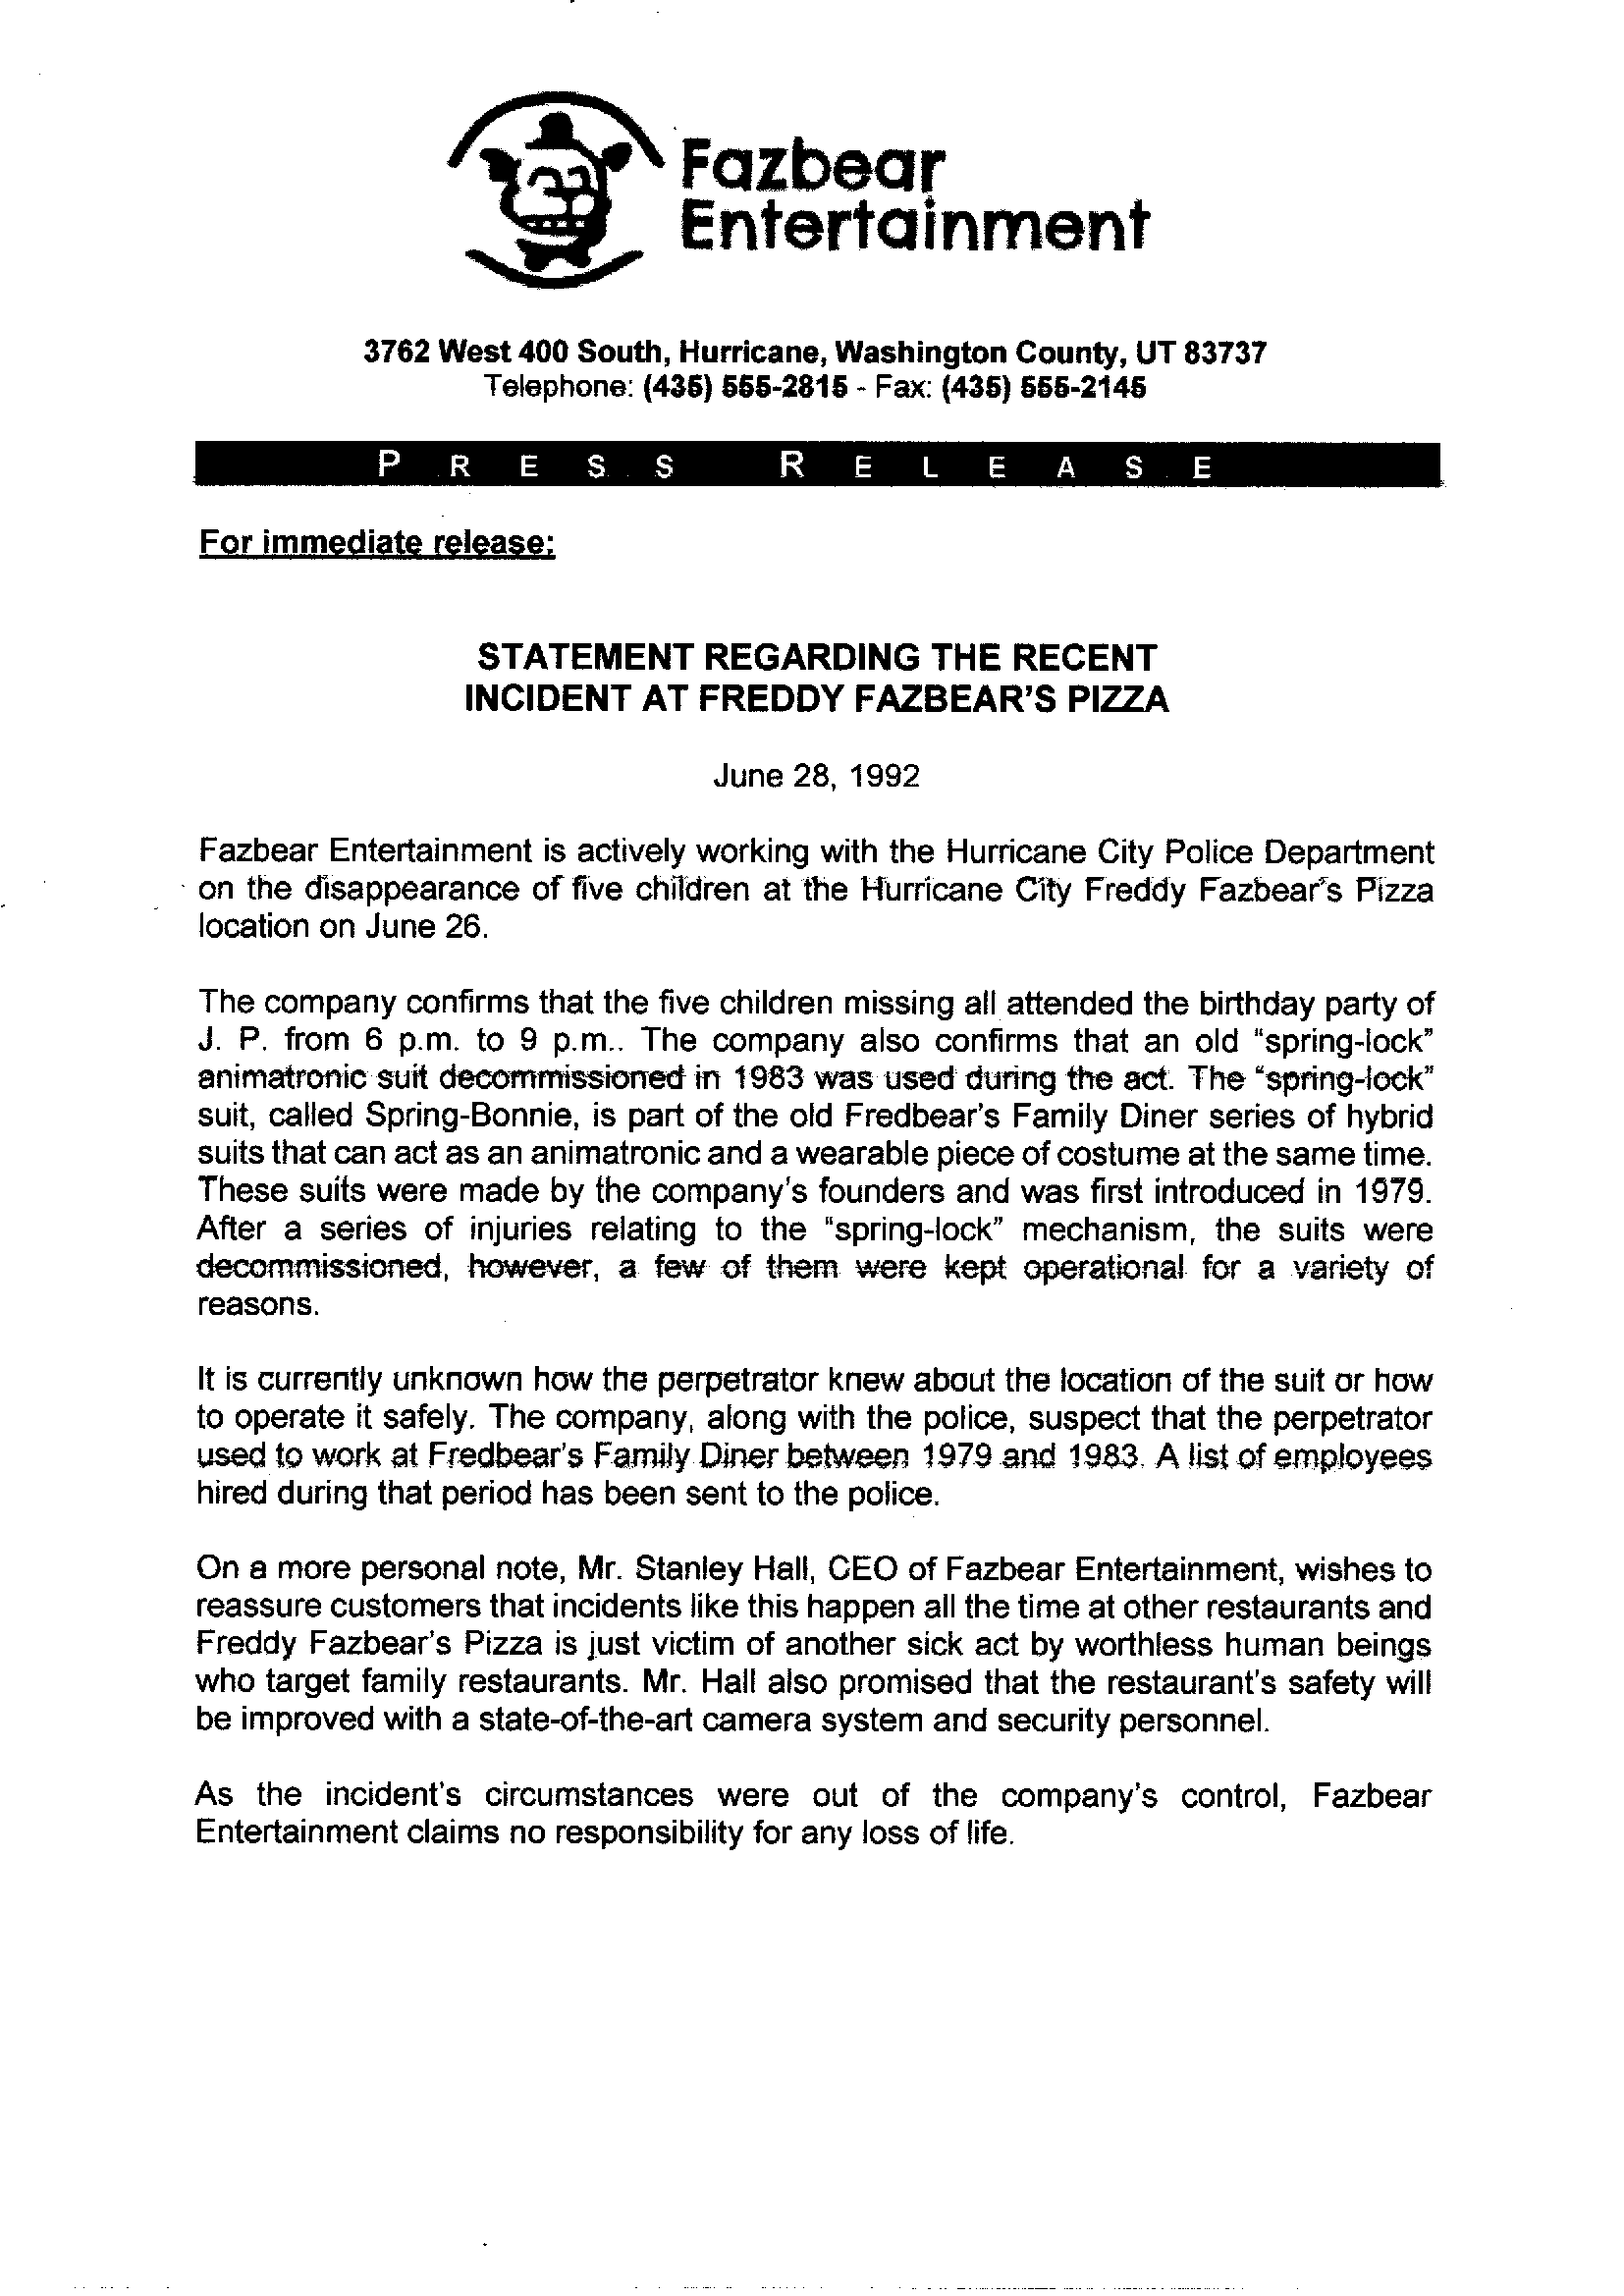 Fazbear
Entertainment
3762 West 400 South, Hurricane, Washington County, UT 83737
Telephone: (435) 555-2815 - Fax: (435) 555-2145
PRESS RELEASE
For immediate release:
STATEMENT REGARDING THE RECENT
INCIDENT AT FREDDY FAZBEAR'S PIZZA
June 28, 1992
Fazbear Entertainment is actively working with the Hurricane City Police Department
on the disappearance of five children at the Hurricane City Freddy Fazbear's Pizza
location on June 26.
The company confirms that the five children missing all attended the birthday party of
J. P. from 6 p.m. to 9 p.m.. The company also confirms that an old “spring-lock”
animatronic suit decommissioned in 1983 was used during the act. The “spring-lock”
suit, called Spring-Bonnie, is part of the old Fredbear's Family Diner series of hybrid
suits that can act as an animatronic and a wearable piece of costume at the same time.
These suits were made by the company's founders and was first introduced in 1979.
After a series of injuries relating to the “spring-lock” mechanism, the suits were
decommissioned, however, a few of them were kept operational for a variety of
reasons.
It is currently unknown how the perpetrator knew about the location of the suit or how
to operate it safely. The company, along with the police, suspect that the perpetrator
used to work at Fredbear's Family Diner between 1979 and 1983. A list of employees
hired during that period has been sent to the police.
On a more personal note, Mr. Stanley Hall, CEO of Fazbear Entertainment, wishes to
reassure customers that incidents like this happen all the time at other restaurants and
Freddy Fazbear's Pizza is just victim of another sick act by worthless human beings
who target family restaurants. Mr. Hall also promised that the restaurant's safety will
be improved with a state-of-the-art camera system and security personnel.
As the incident's circumstances were out of the company's control, Fazbear
Entertainment claims no responsibility for any loss of life.